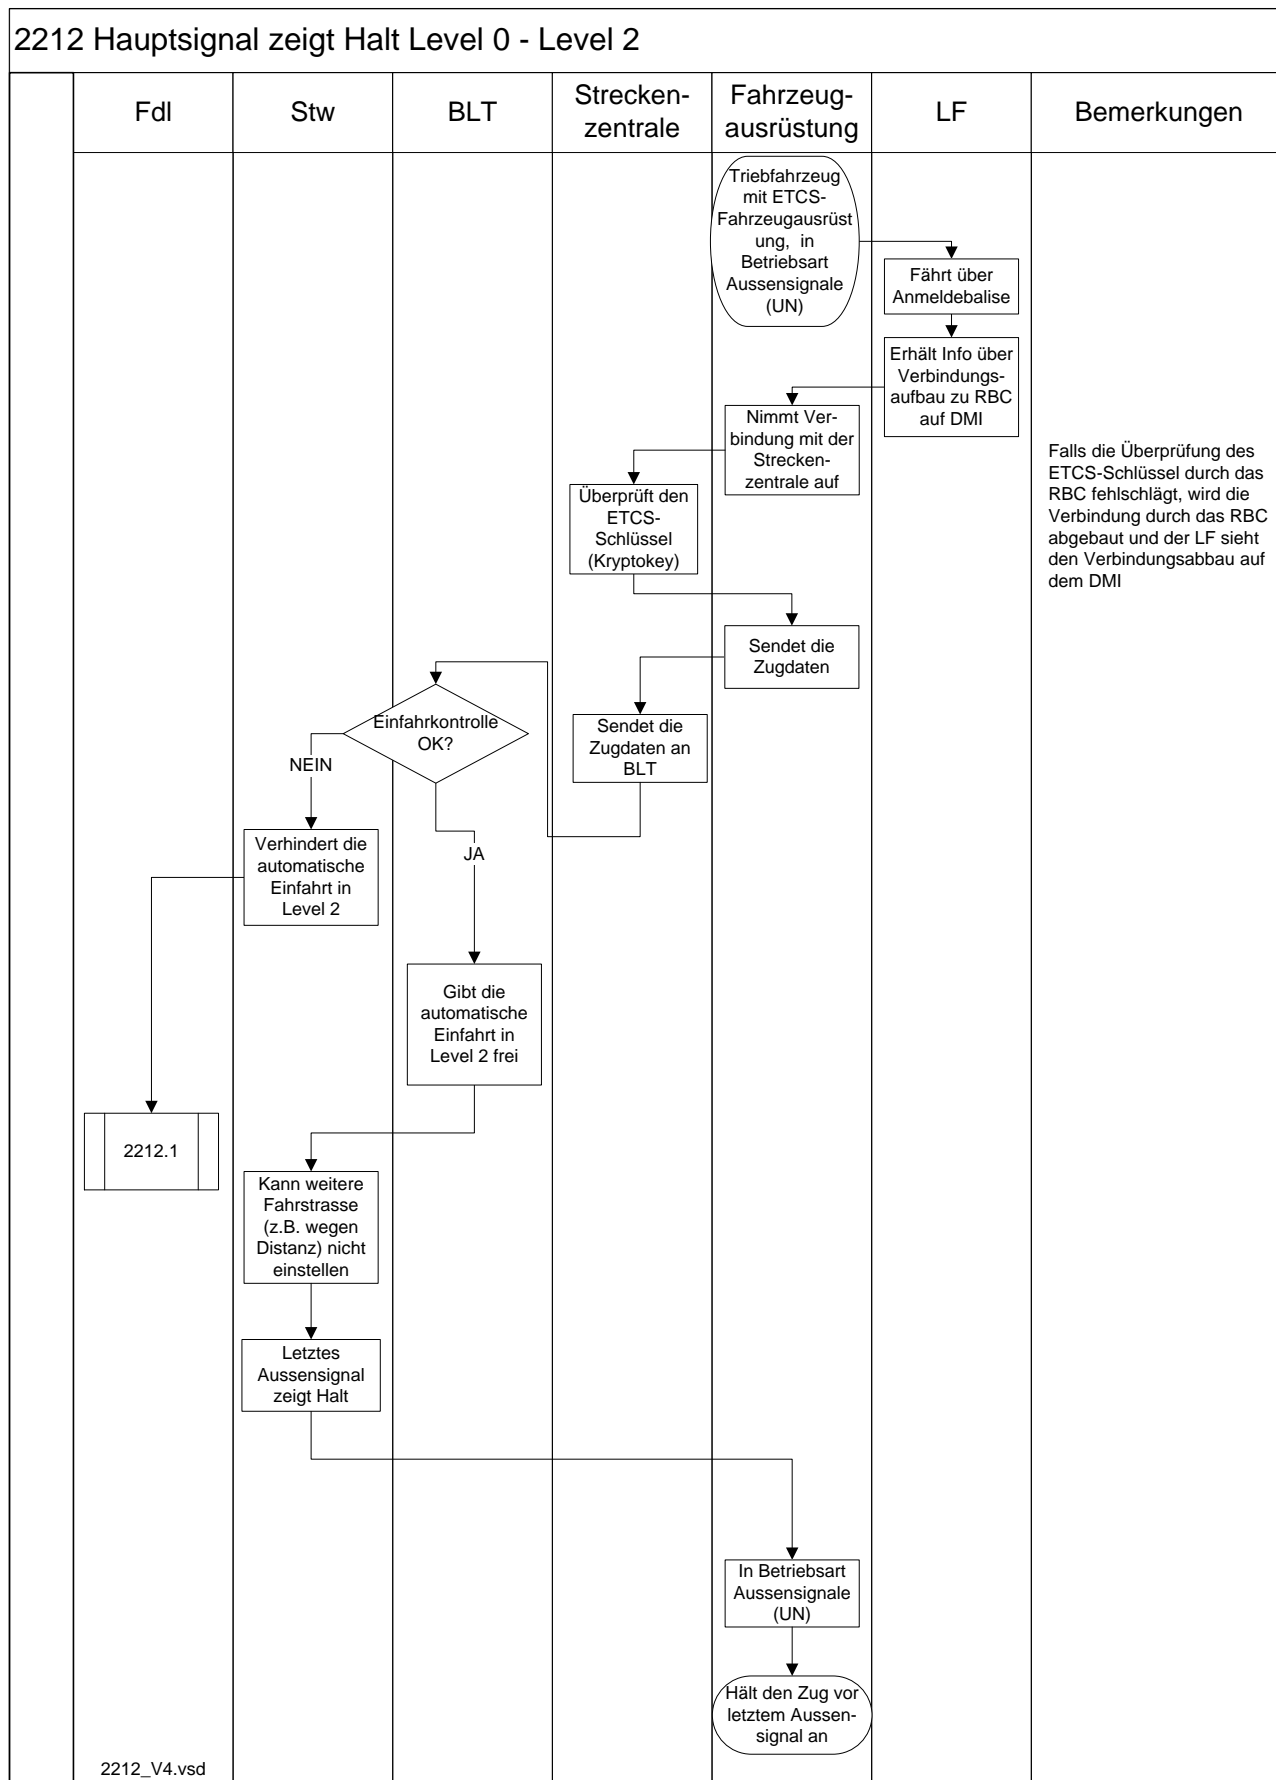 2212 Hauptsignal zeigt Halt Level 0 - Level 2
Fdl
Stw
BLT
Strecken-
zentrale
Fahrzeug-
ausrüstung
LF
Bemerkungen
Triebfahrzeug
mit ETCS-
Fahrzeugausrüst
ung, in
Betriebsart
Aussensignale
(UN)
Fährt über
Anmeldebalise
Erhält Info über
Verbindungs-
aufbau zu RBC
auf DMI
Nimmt Ver-
bindung mit der
Strecken-
zentrale auf
Falls die Überprüfung des
ETCS-Schlüssel durch das
RBC fehlschlägt, wird die
Verbindung durch das RBC
abgebaut und der LF sieht
den Verbindungsabbau auf
dem DMI
Überprüft den
ETCS-
Schlüssel
(Kryptokey)
Sendet die
Zugdaten
Sendet die
Zugdaten an
BLT
Einfahrkontrolle
OK?
NEIN
JA
Verhindert die
automatische
Einfahrt in
Level 2
Gibt die
automatische
Einfahrt in
Level 2 frei
2212.1
Kann weitere
Fahrstrasse
(z.B. wegen
Distanz) nicht
einstellen
Letztes
Aussensignal
zeigt Halt
In Betriebsart
Aussensignale
(UN)
Hält den Zug vor
letztem Aussen-
signal an
2212_V4.vsd